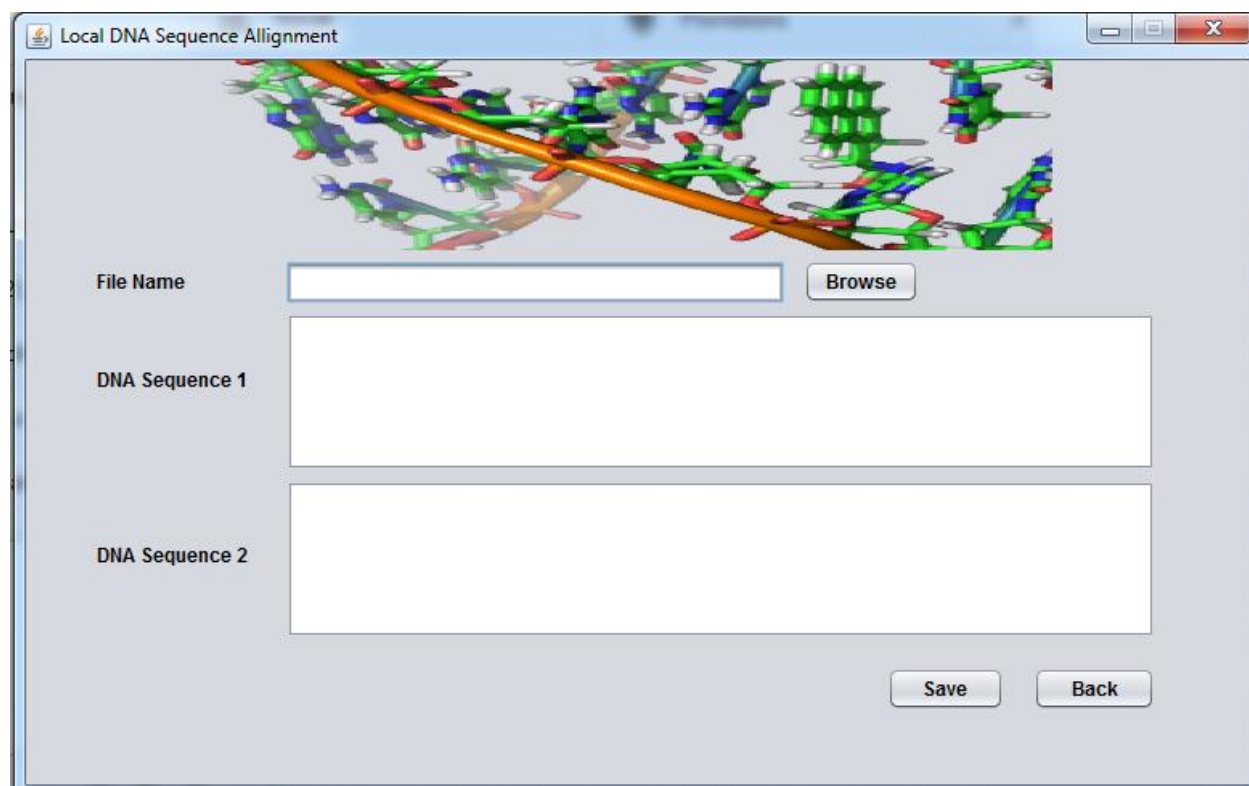 Local DNA Sequence Allignment
File Name
Browse
DNA Sequence 1
DNA Sequence 2
Save
Back